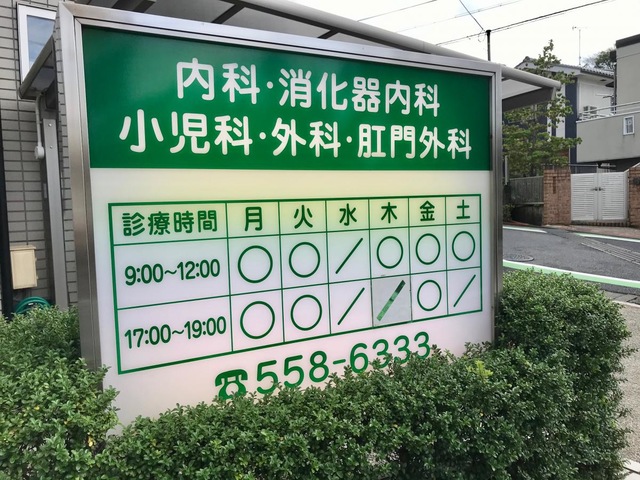 内科・消化器内科
小児科・外科・肛門外科
診療時間 月 火 水 木 金 土
9:00～12:00 ○ ○ ／ ○ ○ ○
17:00～19:00 ○ ○ ／ ／ ○ ／
☎558-6333